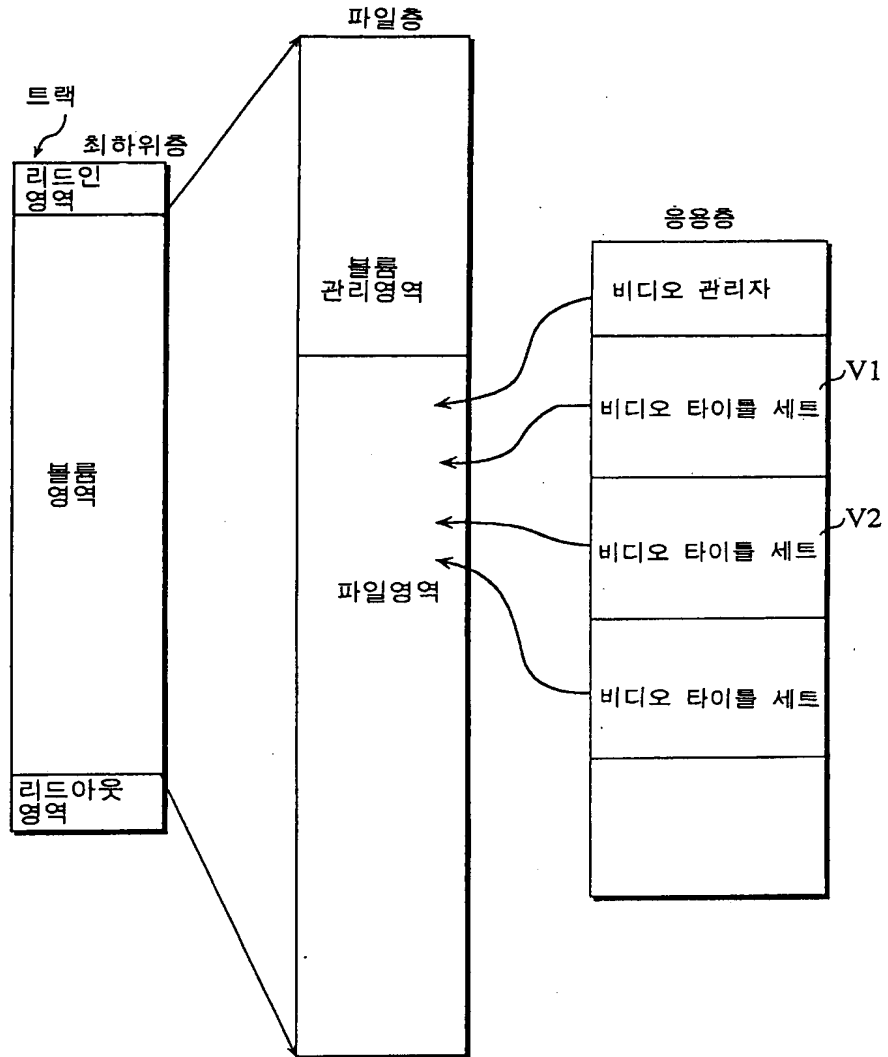 파일층
트랙
최하위층
리드인
영역
볼륨
영역
리드아웃
영역
볼륨
관리영역
파일영역
응용층
비디오 관리자
비디오 타이틀 세트
V1
비디오 타이틀 세트
V2
비디오 타이틀 세트